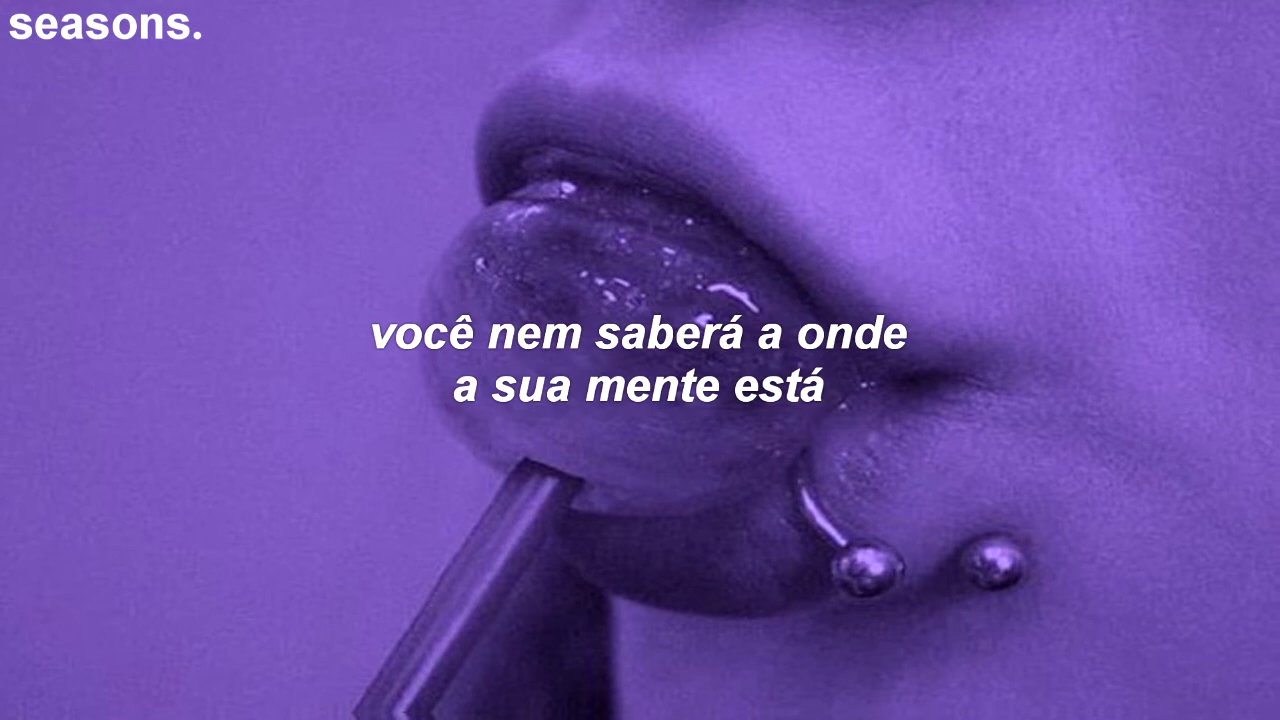 seasons.
você nem saberá a onde
a sua mente está